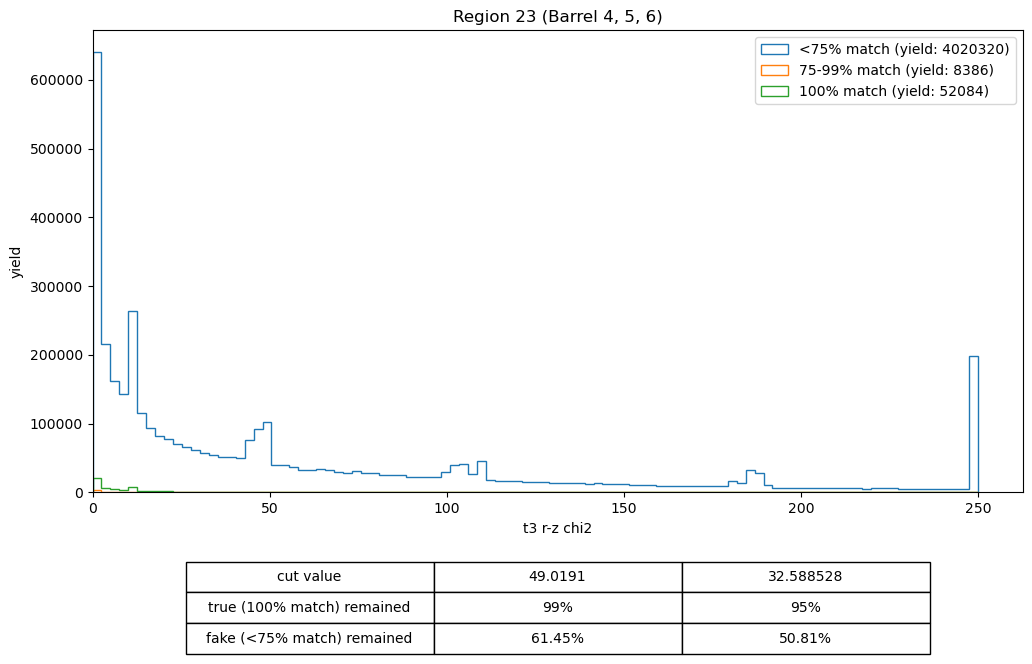 Region 23 (Barrel 4, 5, 6)
<75% match (yield: 4020320)
75-99% match (yield: 8386)
100% match (yield: 52084)
yield
600000
500000
400000
300000
200000
100000
0
0 50 100 150 200 250
t3 r-z chi2
cut value 49.0191 32.588528
true (100% match) remained 99% 95%
fake (<75% match) remained 61.45% 50.81%